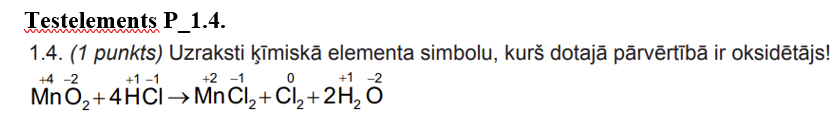 Testelements P_1.4.
1.4. (1 punkts) Uzraksti ķīmiskā elementa simbolu, kurš dotajā pārvērtībā ir oksidētājs!
+4 –2 +1 –1 +2 –1 0 +1 –2
MnO₂+4HCl→MnCl₂+Cl₂+2H₂O